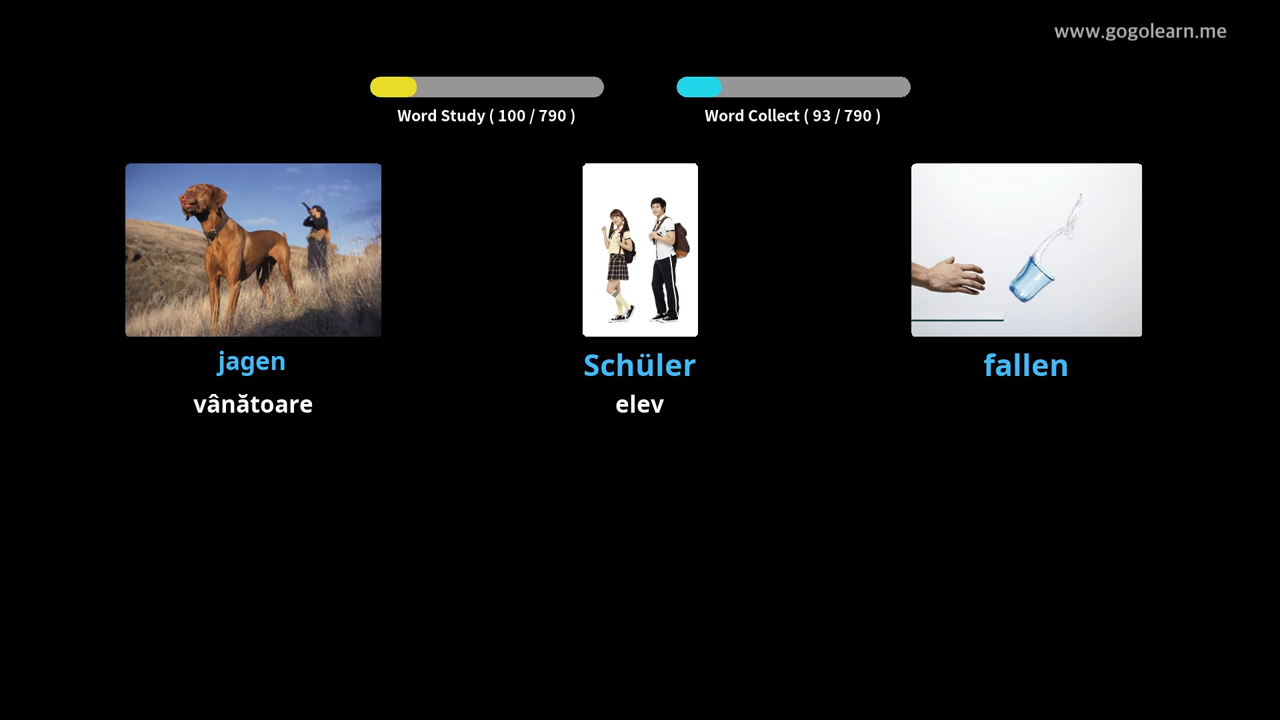 www.gogolearn.me
Word Study ( 100 / 790 )
Word Collect ( 93 / 790 )
jagen
Schüler
fallen
vânătoare
elev